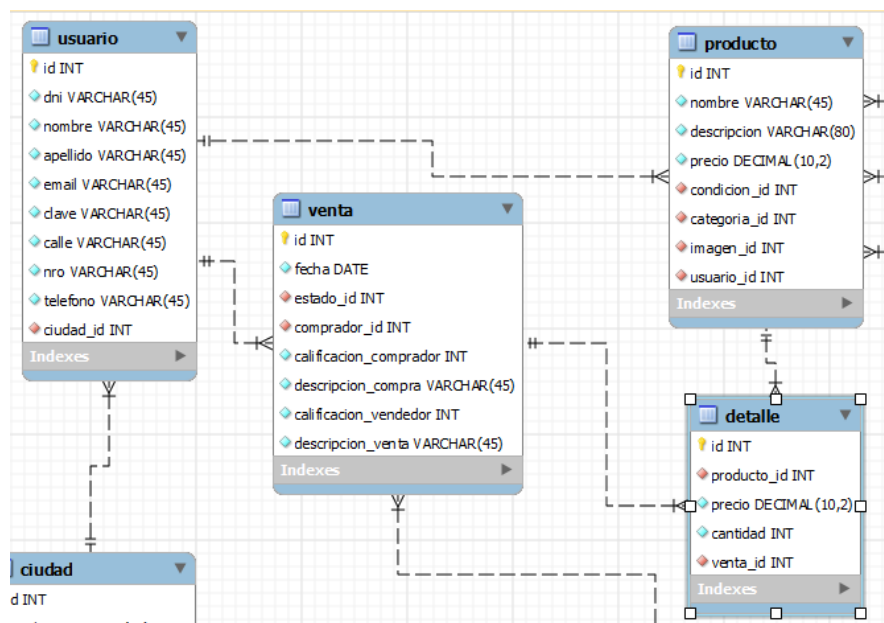 usuario
id INT
dni VARCHAR(45)
nombre VARCHAR(45)
apellido VARCHAR(45)
email VARCHAR(45)
clave VARCHAR(45)
calle VARCHAR(45)
nro VARCHAR(45)
telefono VARCHAR(45)
ciudad_id INT
Indexes
venta
id INT
fecha DATE
estado_id INT
comprador_id INT
calificacion_comprador INT
descripcion_compra VARCHAR(45)
calificacion_vendedor INT
descripcion_venta VARCHAR(45)
Indexes
producto
id INT
nombre VARCHAR(45)
descripcion VARCHAR(80)
precio DECIMAL(10,2)
condicion_id INT
categoria_id INT
imagen_id INT
usuario_id INT
Indexes
detalle
id INT
producto_id INT
precio DECIMAL(10,2)
cantidad INT
venta_id INT
Indexes
ciudad
d INT